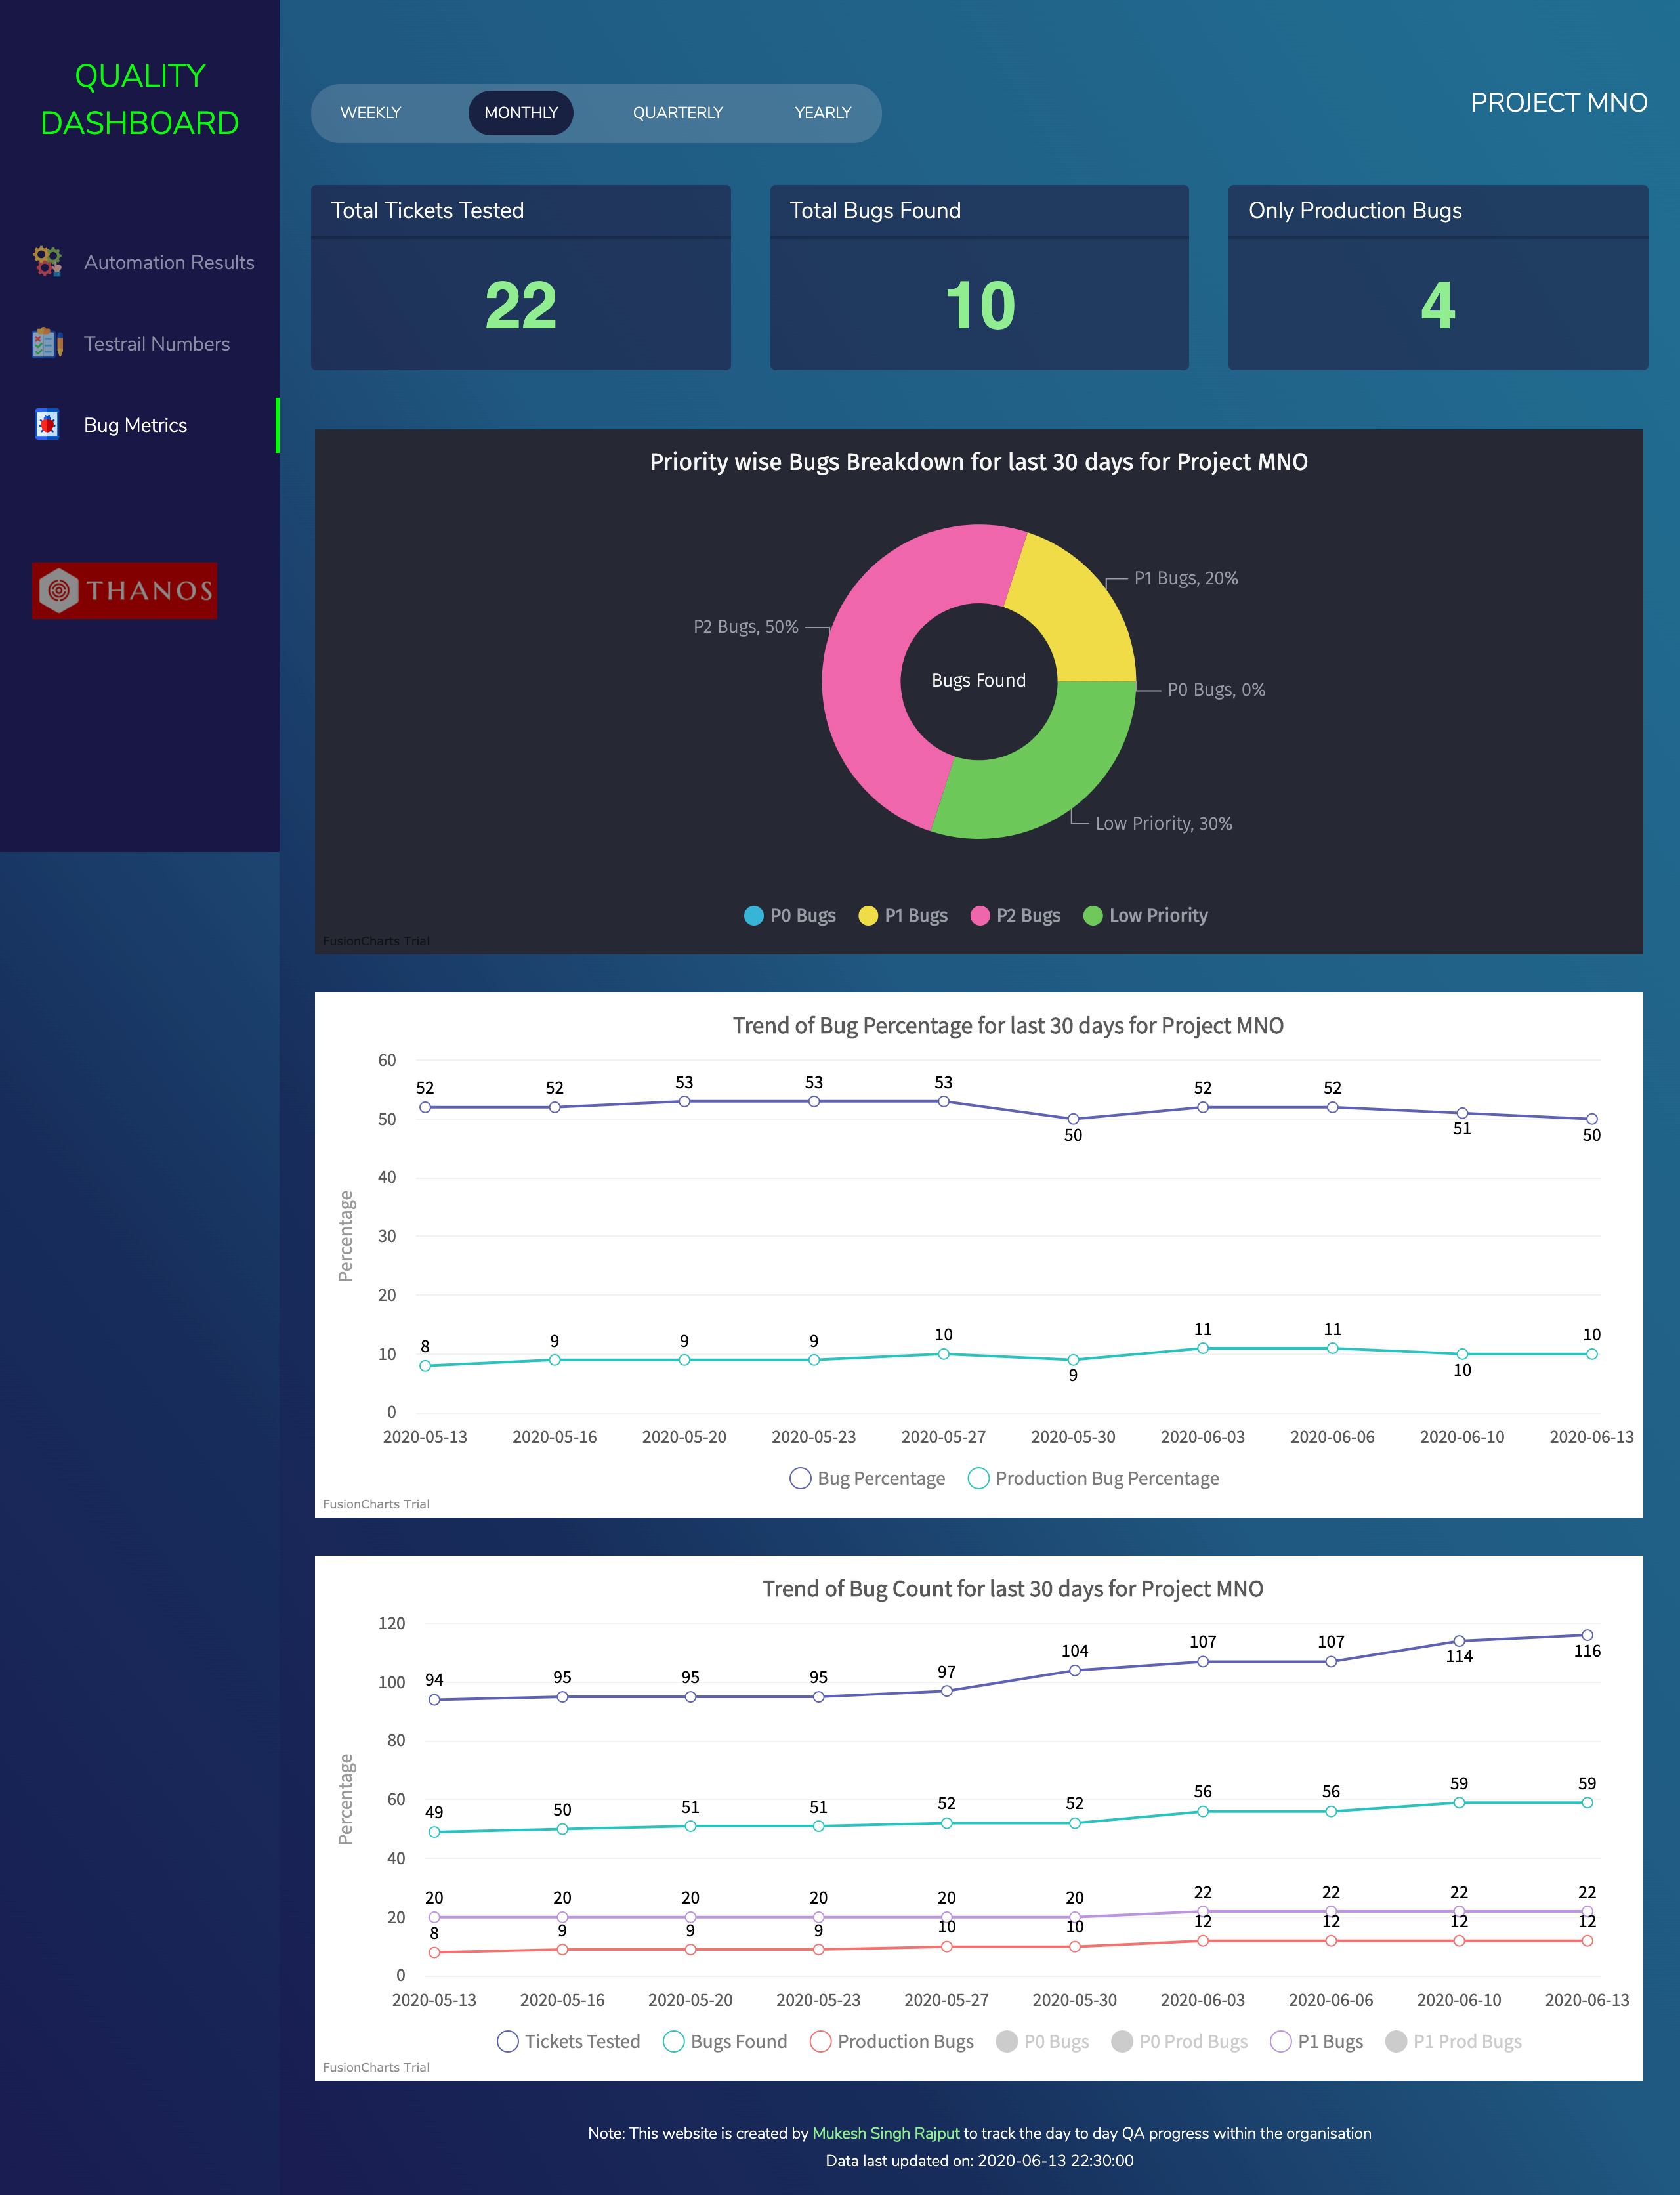 QUALITY
DASHBOARD
Automation Results
Testrail Numbers
Bug Metrics
THANOS
WEEKLY MONTHLY QUARTERLY YEARLY
PROJECT MNO
Total Tickets Tested
22
Total Bugs Found
10
Only Production Bugs
4
Priority wise Bugs Breakdown for last 30 days for Project MNO
P1 Bugs, 20%
P2 Bugs, 50%
Bugs Found
P0 Bugs, 0%
Low Priority, 30%
P0 Bugs P1 Bugs P2 Bugs Low Priority
FusionCharts Trial
Trend of Bug Percentage for last 30 days for Project MNO
Percentage
60
50
40
30
20
10
0
52 52 53 53 53 50 52 52 51 50
8 9 9 9 10 9 11 11 10 10
2020-05-13 2020-05-16 2020-05-20 2020-05-23 2020-05-27 2020-05-30 2020-06-03 2020-06-06 2020-06-10 2020-06-13
Bug Percentage Production Bug Percentage
FusionCharts Trial
Trend of Bug Count for last 30 days for Project MNO
Percentage
120
100
80
60
40
20
0
94 95 95 95 97 104 107 107 114 116
49 50 51 51 52 52 56 56 59 59
20 20 20 20 20 20 22 22 22 22
8 9 9 9 10 10 12 12 12 12
2020-05-13 2020-05-16 2020-05-20 2020-05-23 2020-05-27 2020-05-30 2020-06-03 2020-06-06 2020-06-10 2020-06-13
Tickets Tested Bugs Found Production Bugs P0 Bugs P0 Prod Bugs P1 Bugs P1 Prod Bugs
FusionCharts Trial
Note: This website is created by Mukesh Singh Rajput to track the day to day QA progress within the organisation
Data last updated on: 2020-06-13 22:30:00